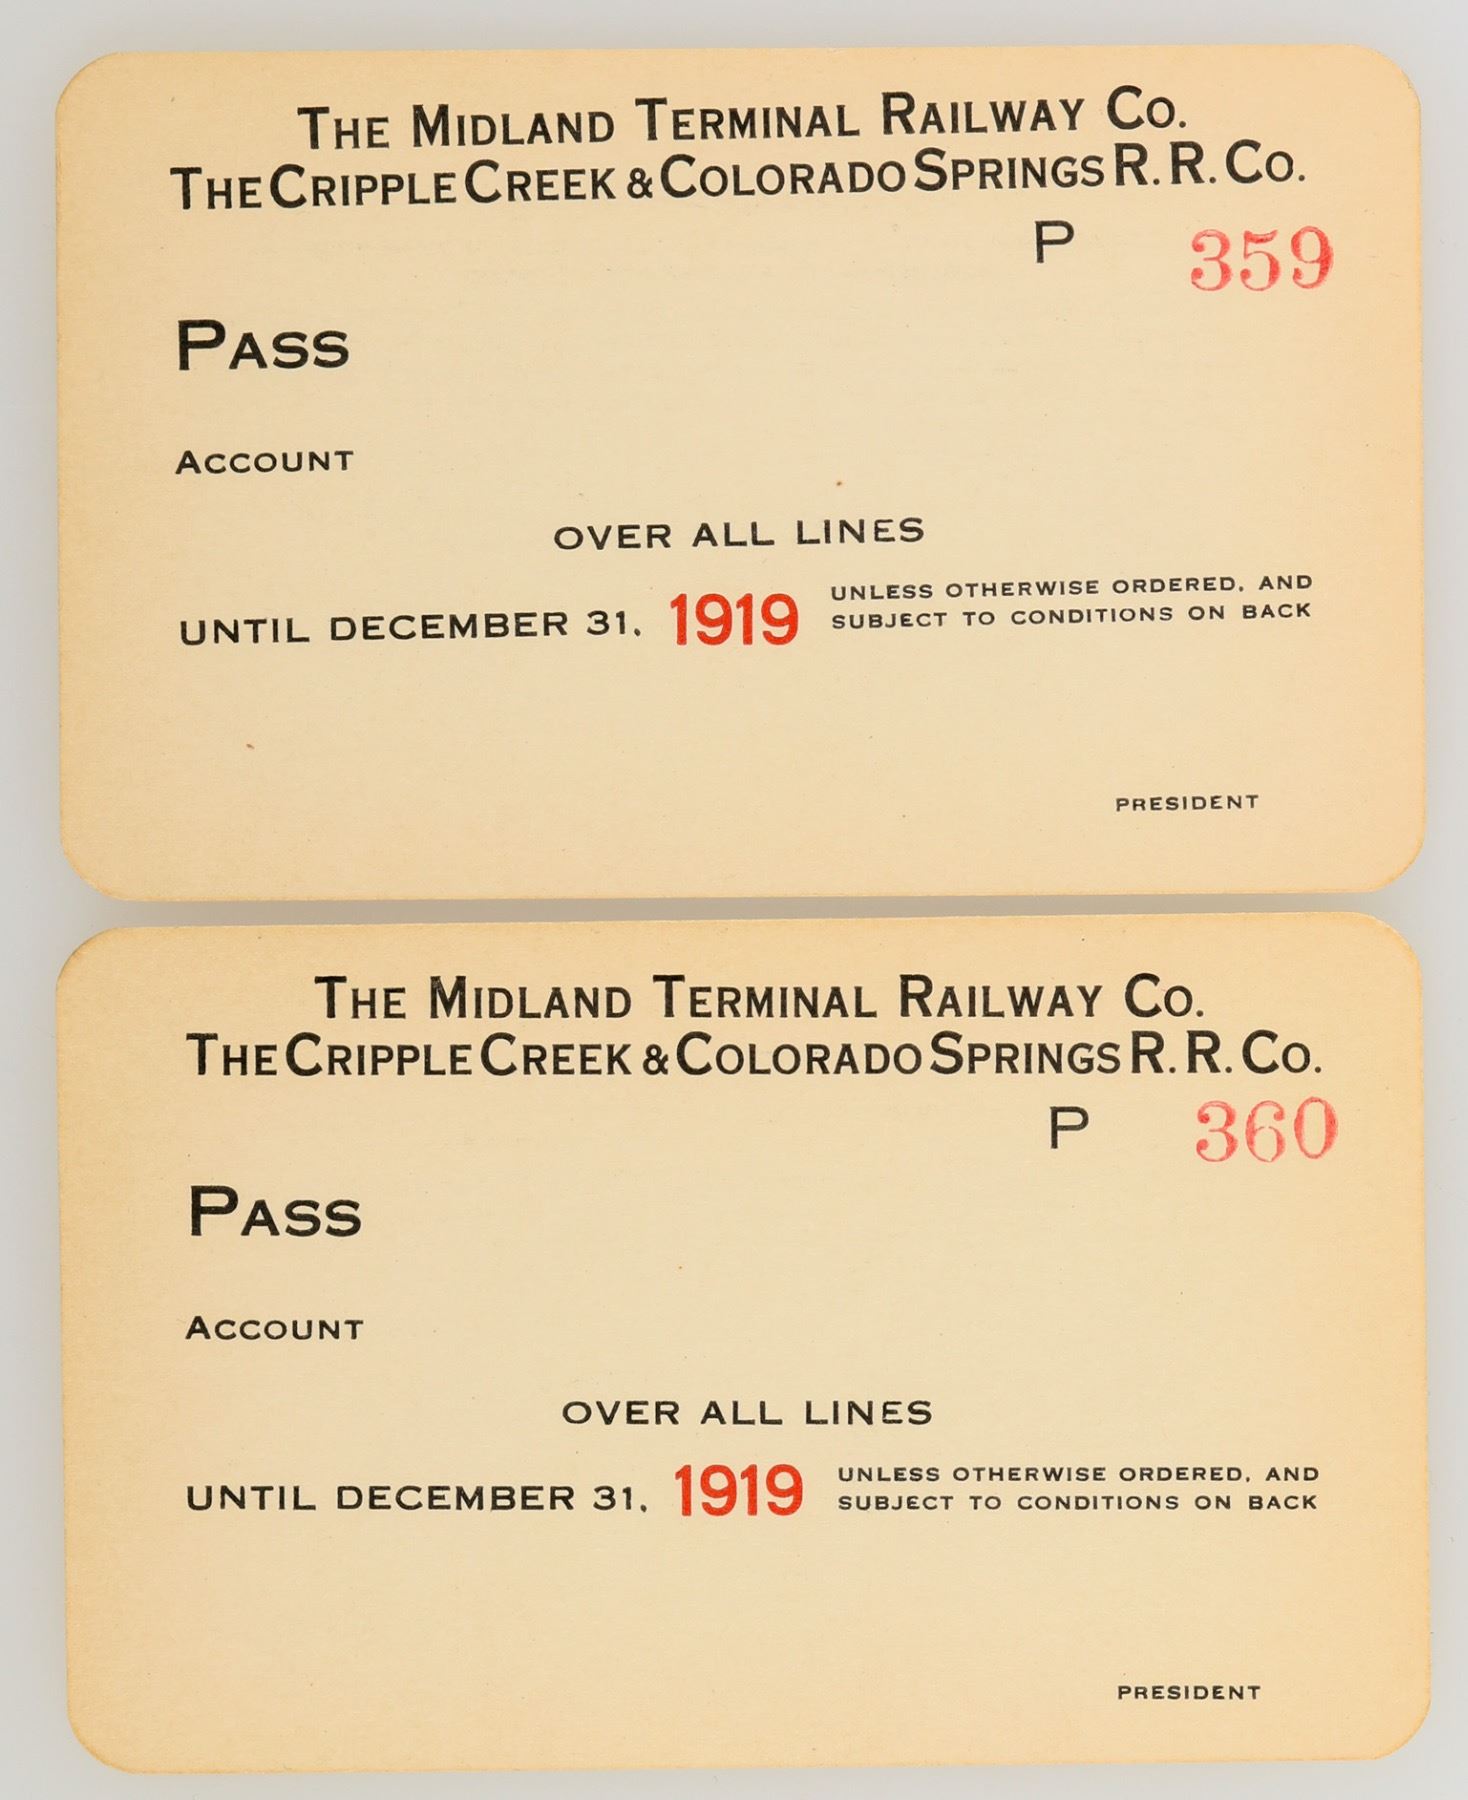 The Midland Terminal Railway Co.
The Cripple Creek & Colorado Springs R. R. Co.
P 359
Pass
Account
OVER ALL LINES
UNTIL DECEMBER 31, 1919 UNLESS OTHERWISE ORDERED, AND
SUBJECT TO CONDITIONS ON BACK
PRESIDENT
The Midland Terminal Railway Co.
The Cripple Creek & Colorado Springs R. R. Co.
P 360
Pass
Account
OVER ALL LINES
UNTIL DECEMBER 31, 1919 UNLESS OTHERWISE ORDERED, AND
SUBJECT TO CONDITIONS ON BACK
PRESIDENT